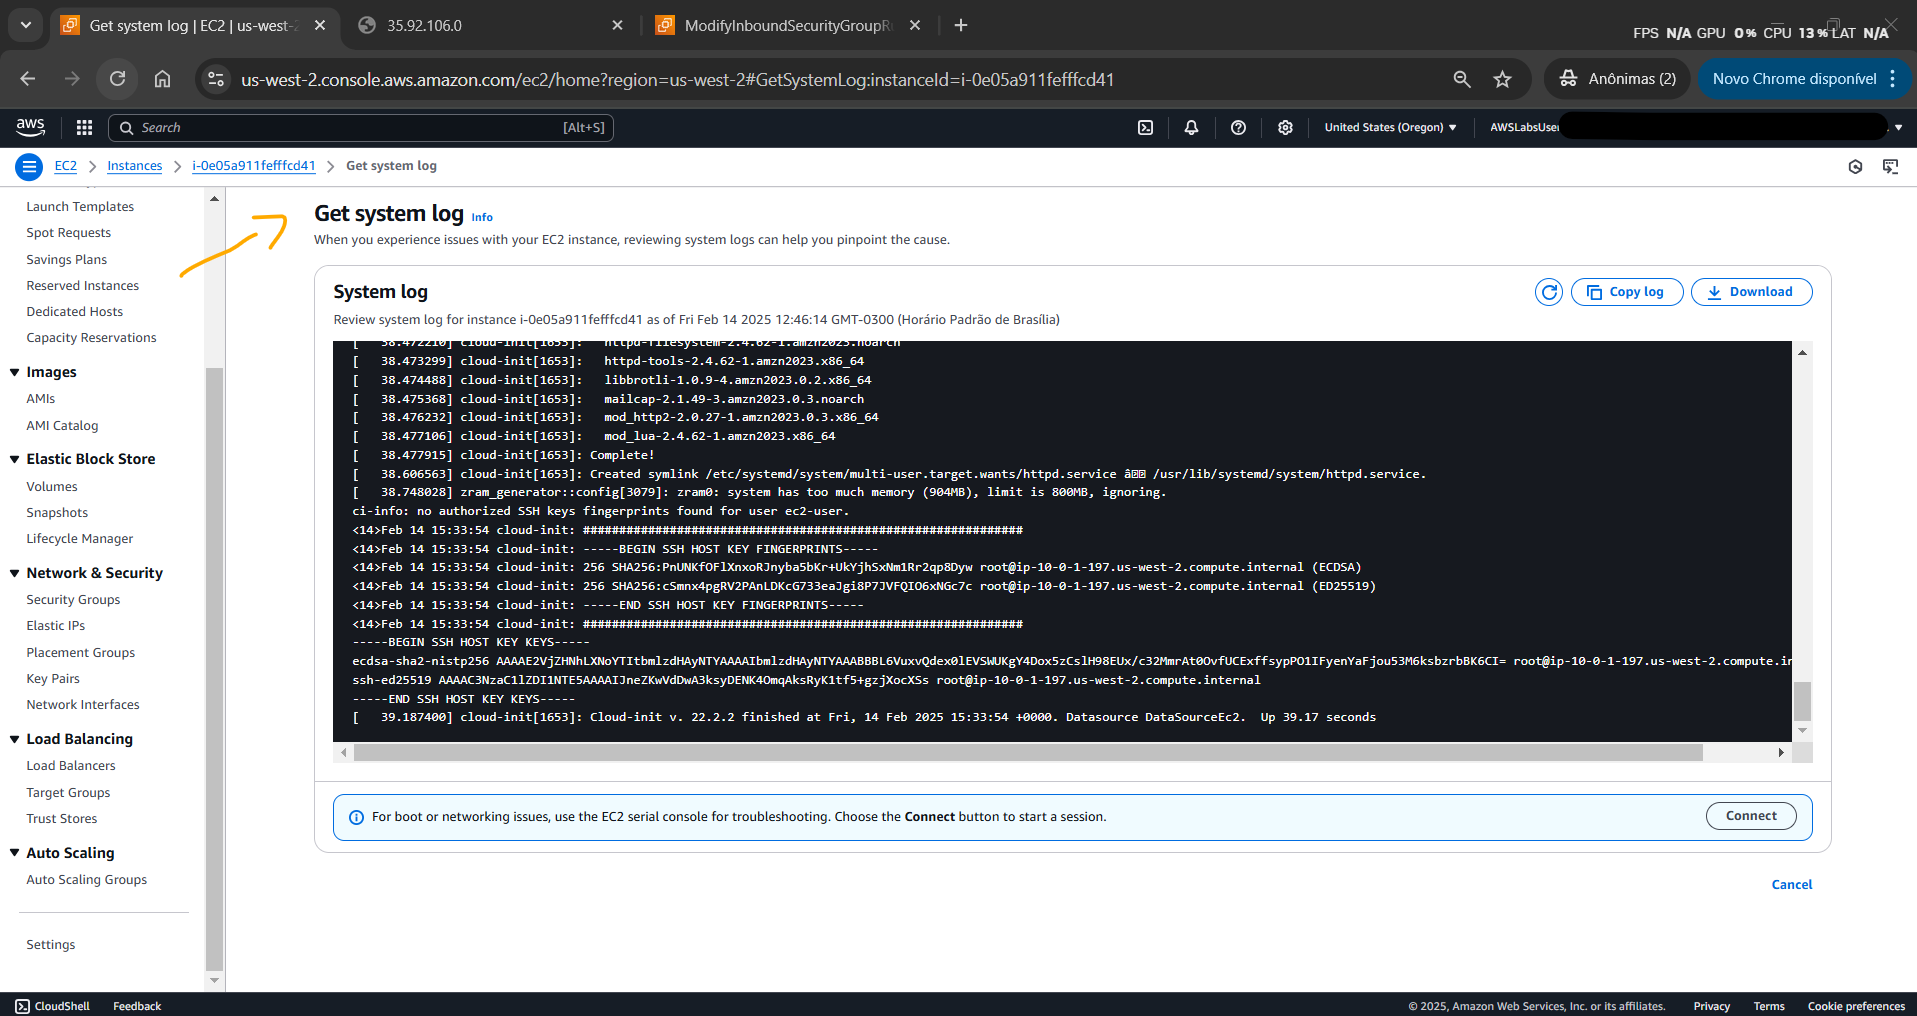 Get system log | EC2 | us-west-2
35.92.106.0
ModifyInboundSecurityGroupRu
FPS N/A GPU 0% CPU 13% LAT N/A
us-west-2.console.aws.amazon.com/ec2/home?region=us-west-2#GetSystemLog:instanceId=i-0e05a911fefffcd41
Anônimas (2)
Novo Chrome disponível
aws
Search
[Alt+S]
United States (Oregon)
AWSLabsUser
EC2
Instances
i-0e05a911fefffcd41
Get system log
Launch Templates
Spot Requests
Savings Plans
Reserved Instances
Dedicated Hosts
Capacity Reservations
Images
AMIs
AMI Catalog
Elastic Block Store
Volumes
Snapshots
Lifecycle Manager
Network & Security
Security Groups
Elastic IPs
Placement Groups
Key Pairs
Network Interfaces
Load Balancing
Load Balancers
Target Groups
Trust Stores
Auto Scaling
Auto Scaling Groups
Settings
Get system log Info
When you experience issues with your EC2 instance, reviewing system logs can help you pinpoint the cause.
System log
Copy log
Download
Review system log for instance i-0e05a911fefffcd41 as of Fri Feb 14 2025 12:46:14 GMT-0300 (Horário Padrão de Brasília)
[   38.472210] cloud-init[1653]:   httpd-filesystem-2.4.62-1.amzn2023.noarch
[   38.473299] cloud-init[1653]:   httpd-tools-2.4.62-1.amzn2023.x86_64
[   38.474488] cloud-init[1653]:   libbrotli-1.0.9-4.amzn2023.0.2.x86_64
[   38.475368] cloud-init[1653]:   mailcap-2.1.49-3.amzn2023.0.3.noarch
[   38.476232] cloud-init[1653]:   mod_http2-2.0.27-1.amzn2023.0.3.x86_64
[   38.477106] cloud-init[1653]:   mod_lua-2.4.62-1.amzn2023.x86_64
[   38.477915] cloud-init[1653]: Complete!
[   38.606563] cloud-init[1653]: Created symlink /etc/systemd/system/multi-user.target.wants/httpd.service â /usr/lib/systemd/system/httpd.service.
[   38.748028] zram_generator::config[3079]: zram0: system has too much memory (904MB), limit is 800MB, ignoring.
ci-info: no authorized SSH keys fingerprints found for user ec2-user.
<14>Feb 14 15:33:54 cloud-init: #############################################################
<14>Feb 14 15:33:54 cloud-init: -----BEGIN SSH HOST KEY FINGERPRINTS-----
<14>Feb 14 15:33:54 cloud-init: 256 SHA256:PnUNKfOFlXnxoRJnyba5bKr+UkYjhSxNm1Rr2qp8Dyw root@ip-10-0-1-197.us-west-2.compute.internal (ECDSA)
<14>Feb 14 15:33:54 cloud-init: 256 SHA256:cSmnx4pgRV2PAnLDKcG733eaJgi8P7JVFQIO6xNGc7c root@ip-10-0-1-197.us-west-2.compute.internal (ED25519)
<14>Feb 14 15:33:54 cloud-init: -----END SSH HOST KEY FINGERPRINTS-----
<14>Feb 14 15:33:54 cloud-init: #############################################################
-----BEGIN SSH HOST KEY KEYS-----
ecdsa-sha2-nistp256 AAAAE2VjZHNhLXNoYTItbmlzdHAyNTYAAAAIbmlzdHAyNTYAAABBBL6VuxvQdex0lEVSWUKgY4Dox5zCslH98EUx/c32MmrAt0OvfUCExffsypPO1IFyenYaFjou53M6ksbzrbBK6CI= root@ip-10-0-1-197.us-west-2.compute.in
ssh-ed25519 AAAAC3NzaC1lZDI1NTE5AAAAIJneZKwVdDwA3ksyDENK4OmqAksRyK1tf5+gzjXocXSs root@ip-10-0-1-197.us-west-2.compute.internal
-----END SSH HOST KEY KEYS-----
[   39.187400] cloud-init[1653]: Cloud-init v. 22.2.2 finished at Fri, 14 Feb 2025 15:33:54 +0000. Datasource DataSourceEc2.  Up 39.17 seconds
For boot or networking issues, use the EC2 serial console for troubleshooting. Choose the Connect button to start a session.
Connect
Cancel
CloudShell
Feedback
© 2025, Amazon Web Services, Inc. or its affiliates.
Privacy
Terms
Cookie preferences